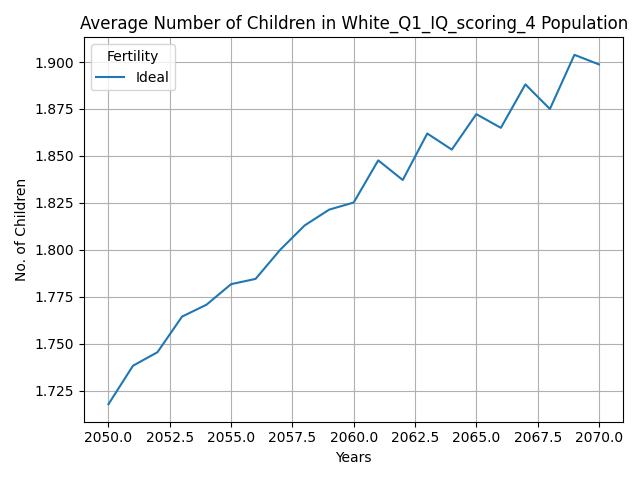 Average Number of Children in White_Q1_IQ_scoring_4 Population
Fertility
Ideal
No. of Children
1.900
1.875
1.850
1.825
1.800
1.775
1.750
1.725
2050.0 2052.5 2055.0 2057.5 2060.0 2062.5 2065.0 2067.5 2070.0
Years